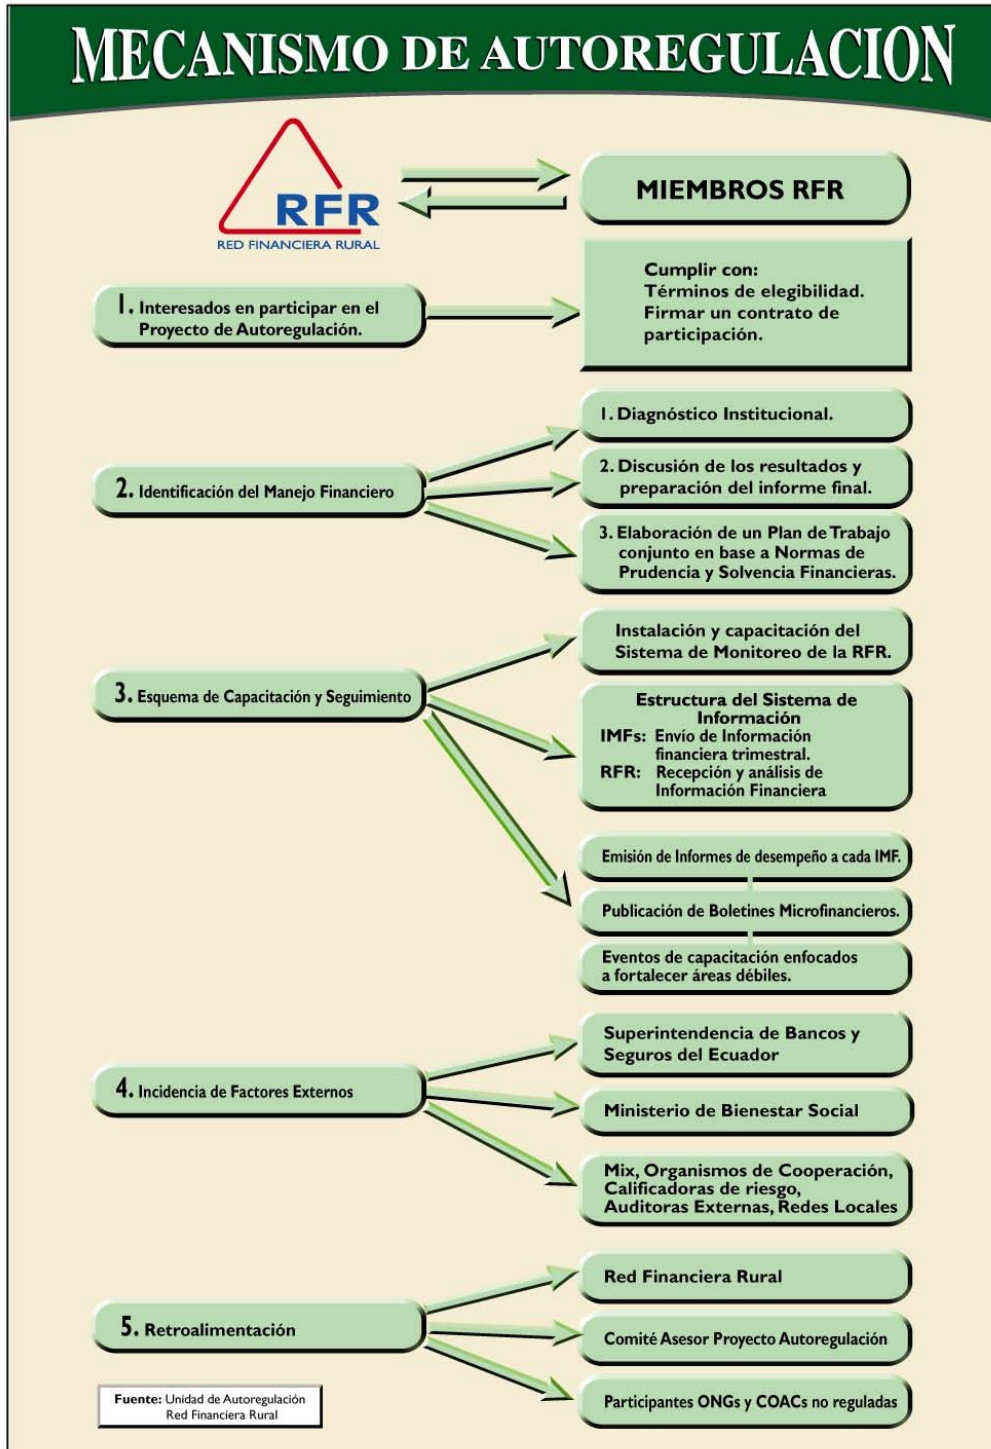 MECANISMO DE AUTOREGULACION
RFR
RED FINANCIERA RURAL
MIEMBROS RFR
1. Interesados en participar en el
Proyecto de Autoregulación.
Cumplir con:
Términos de elegibilidad.
Firmar un contrato de
participación.
2. Identificación del Manejo Financiero
1. Diagnóstico Institucional.
2. Discusión de los resultados y
preparación del informe final.
3. Elaboración de un Plan de Trabajo
conjunto en base a Normas de
Prudencia y Solvencia Financieras.
3. Esquema de Capacitación y Seguimiento
Instalación y capacitación del
Sistema de Monitoreo de la RFR.
Estructura del Sistema de
Información
IMFs: Envío de Información
financiera trimestral.
RFR: Recepción y análisis de
Información Financiera
Emisión de Informes de desempeño a cada IMF.
Publicación de Boletines Microfinancieros.
Eventos de capacitación enfocados
a fortalecer áreas débiles.
4. Incidencia de Factores Externos
Superintendencia de Bancos y
Seguros del Ecuador
Ministerio de Bienestar Social
Mix, Organismos de Cooperación,
Calificadoras de riesgo,
Auditoras Externas, Redes Locales
5. Retroalimentación
Red Financiera Rural
Comité Asesor Proyecto Autoregulación
Participantes ONGs y COACs no reguladas
Fuente: Unidad de Autoregulación
Red Financiera Rural